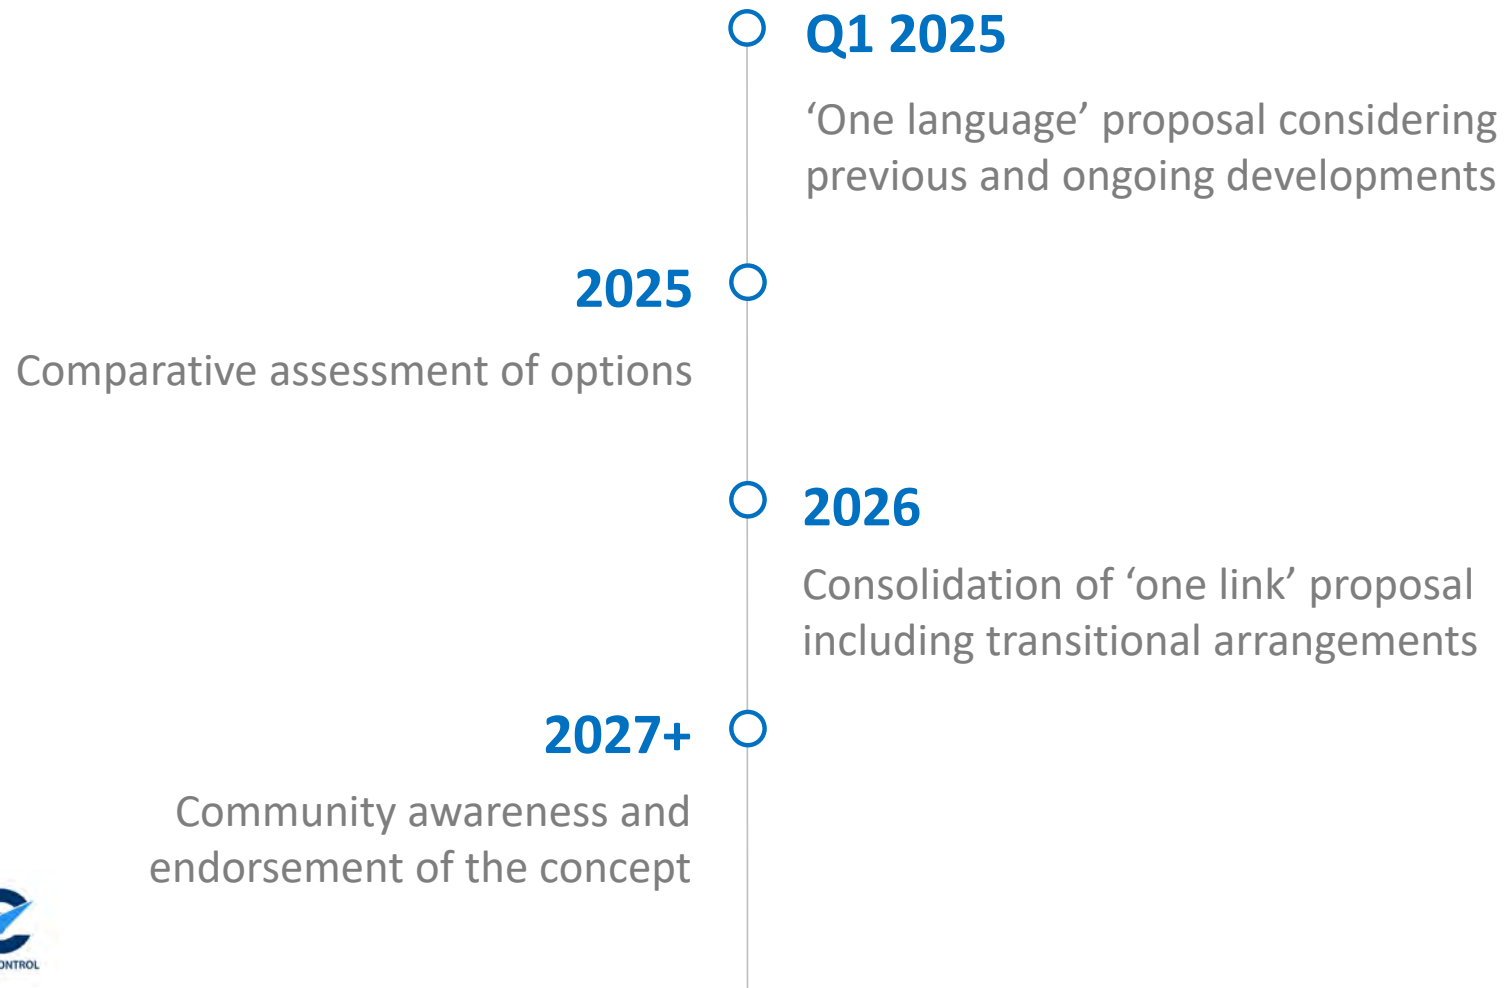 Q1 2025
‘One language’ proposal considering
previous and ongoing developments
2025
Comparative assessment of options
2026
Consolidation of ‘one link’ proposal
including transitional arrangements
2027+
Community awareness and
endorsement of the concept